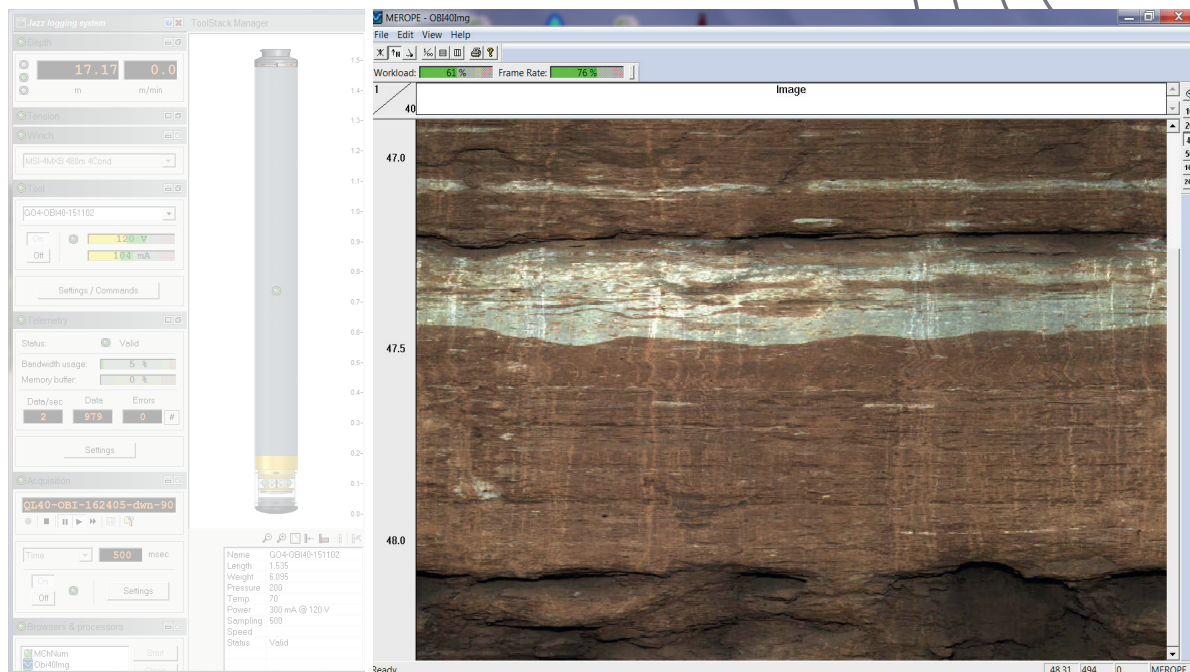 Jazz logging system
ToolStack Manager
Depth
17.17 0.0
m m/min
Tension
Winch
MSI-4MXB 480m 4Cond
Tool
GO4-OBI40-151102
On
Off
120 V
104 mA
Settings / Commands
Telemetry
Status: Valid
Bandwidth usage: 5 %
Memory buffer: 0 %
Data/sec Data Errors
2 979 0 #
Settings
Acquisition
QL40-OBI-162405-dwn-90
Time 500 msec
On
Off
Settings
Browsers & processors
MChNum
Obi40Img
Start
1.5-
1.4-
1.3-
1.2-
1.1-
1.0-
0.9-
0.8-
0.7-
0.6-
0.5-
0.4-
0.3-
0.2-
0.1-
0.0-
Name GO4-OBI40-151102
Length 1.535
Weight 6.095
Pressure 200
Temp. 70
Power 300 mA @ 120 V
Sampling 500
Speed
Status Valid
MEROPE - OBI40Img
File Edit View Help
Workload: 61 % Frame Rate: 76 %
1
40
Image
47.0
47.5
48.0
Ready
48.31 494 0 MEROPE